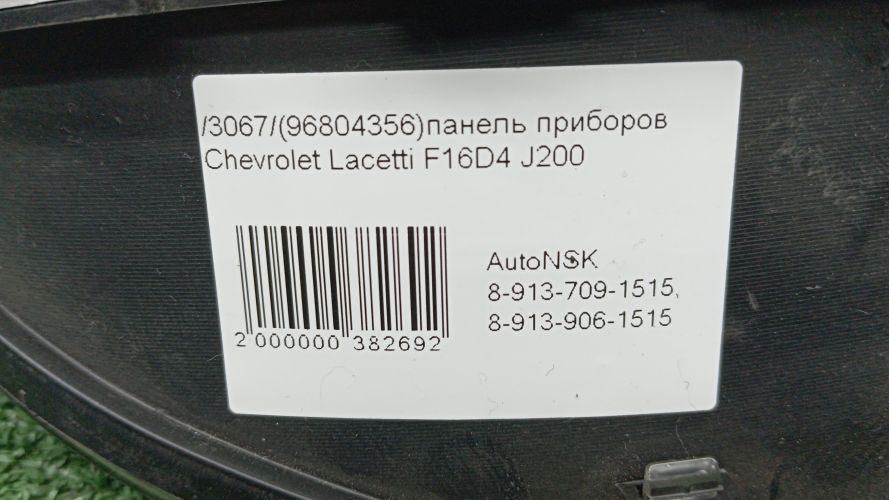 /3067/(96804356)панель приборов
Chevrolet Lacetti F16D4 J200
AutoNSK
8-913-709-1515,
8-913-906-1515
2 000000 382692